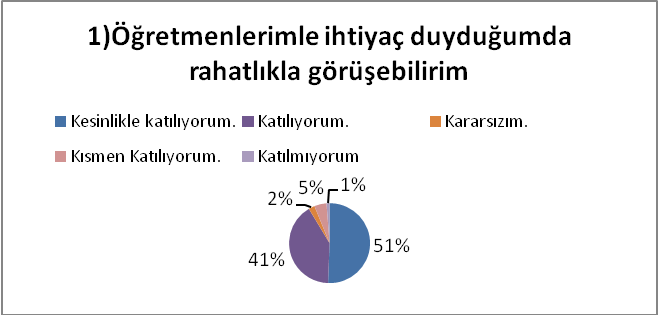 1)Öğretmenlerimle ihtiyaç duyduğumda
rahatlıkla görüşebilirim
Kesinlikle katılıyorum. Katılıyorum. Kararsızım.
Kısmen Katılıyorum. Katılmıyorum
5% 1%
2%
51%
41%